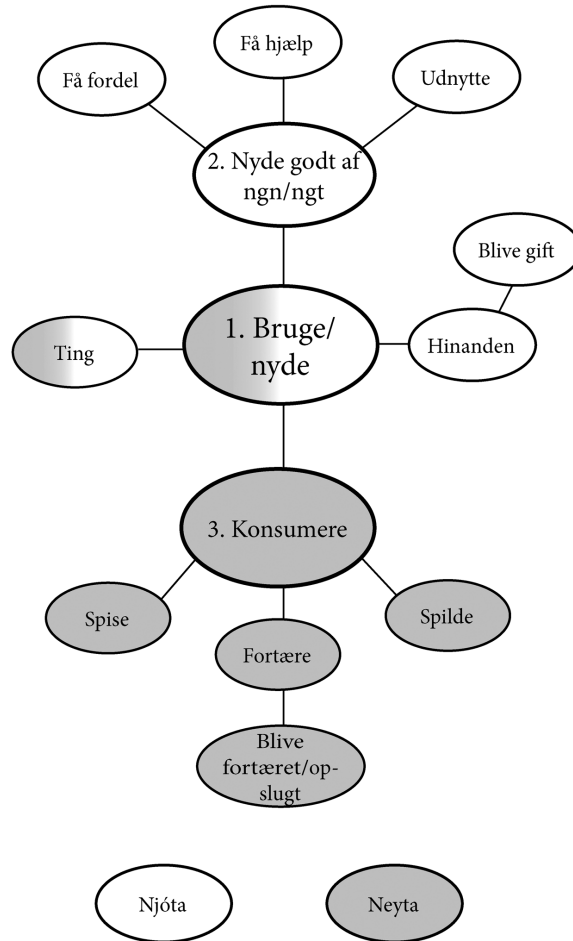 Få hjælp
Få fordel
Udnytte
2. Nyde godt af
ngn/ngt
Blive gift
1. Bruge/
nyde
Ting
Hinanden
3. Konsumere
Spise
Spilde
Fortære
Blive
fortæret/op-
slugt
Njóta
Neyta